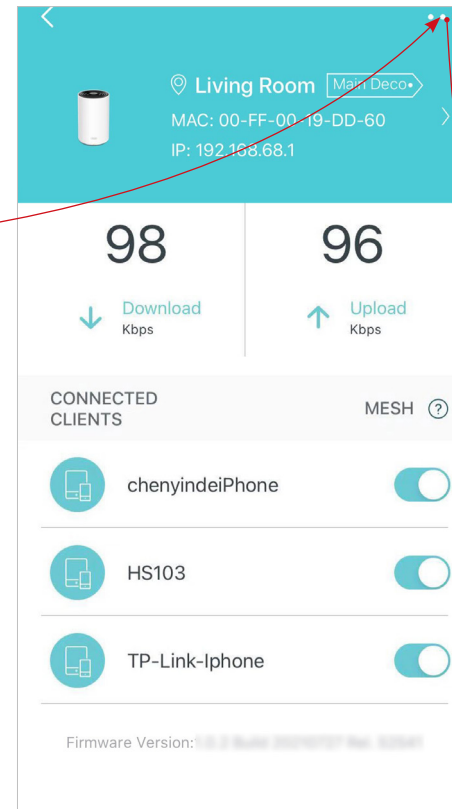 Living Room Main Deco
MAC: 00-FF-00-19-DD-60
IP: 192.168.68.1
98 96
Download Upload
Kbps Kbps
CONNECTED
CLIENTS
MESH ?
chenyindeiPhone
HS103
TP-Link-Iphone
Firmware Version: